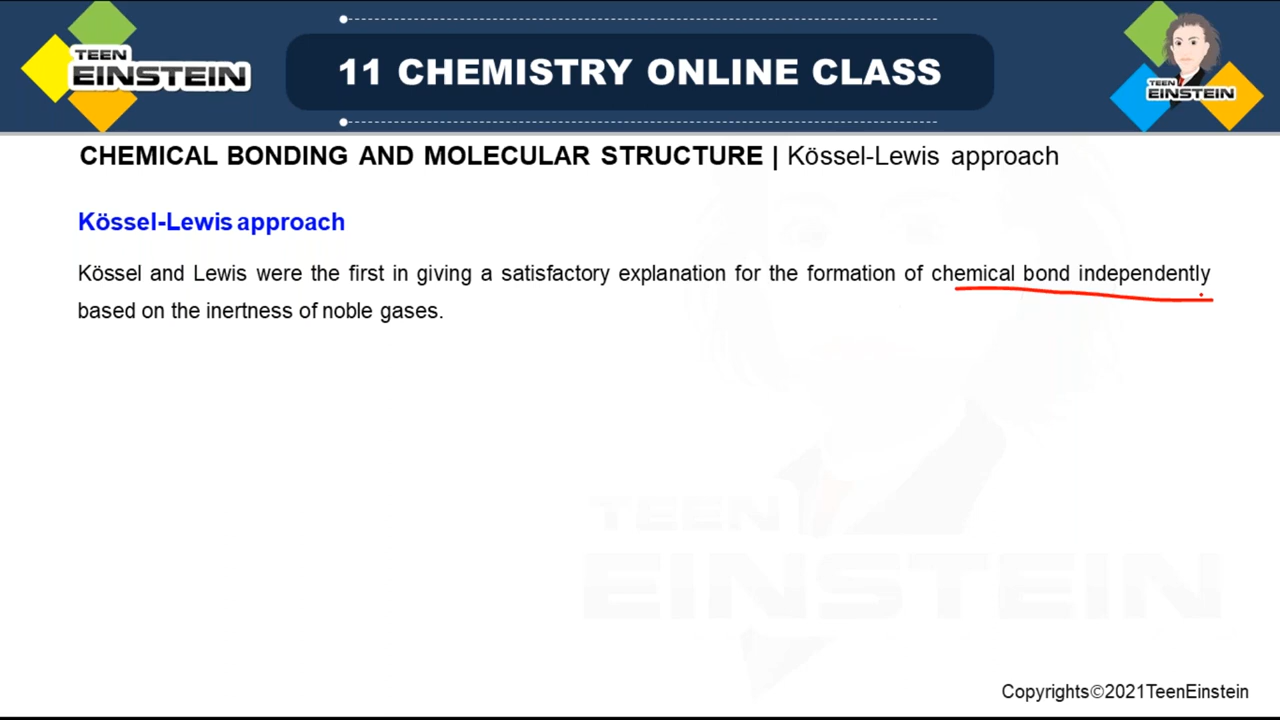 TEEN
EINSTEIN
11 CHEMISTRY ONLINE CLASS
TEEN
EINSTEIN
CHEMICAL BONDING AND MOLECULAR STRUCTURE | Kössel-Lewis approach
Kössel-Lewis approach
Kössel and Lewis were the first in giving a satisfactory explanation for the formation of chemical bond independently
based on the inertness of noble gases.
TEEN
EINSTEIN
Copyrights©2021TeenEinstein